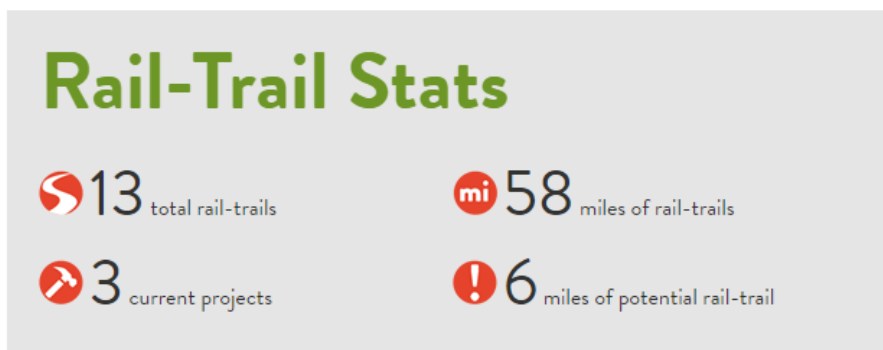 Rail-Trail Stats
13 total rail-trails
mi 58 miles of rail-trails
3 current projects
! 6 miles of potential rail-trail